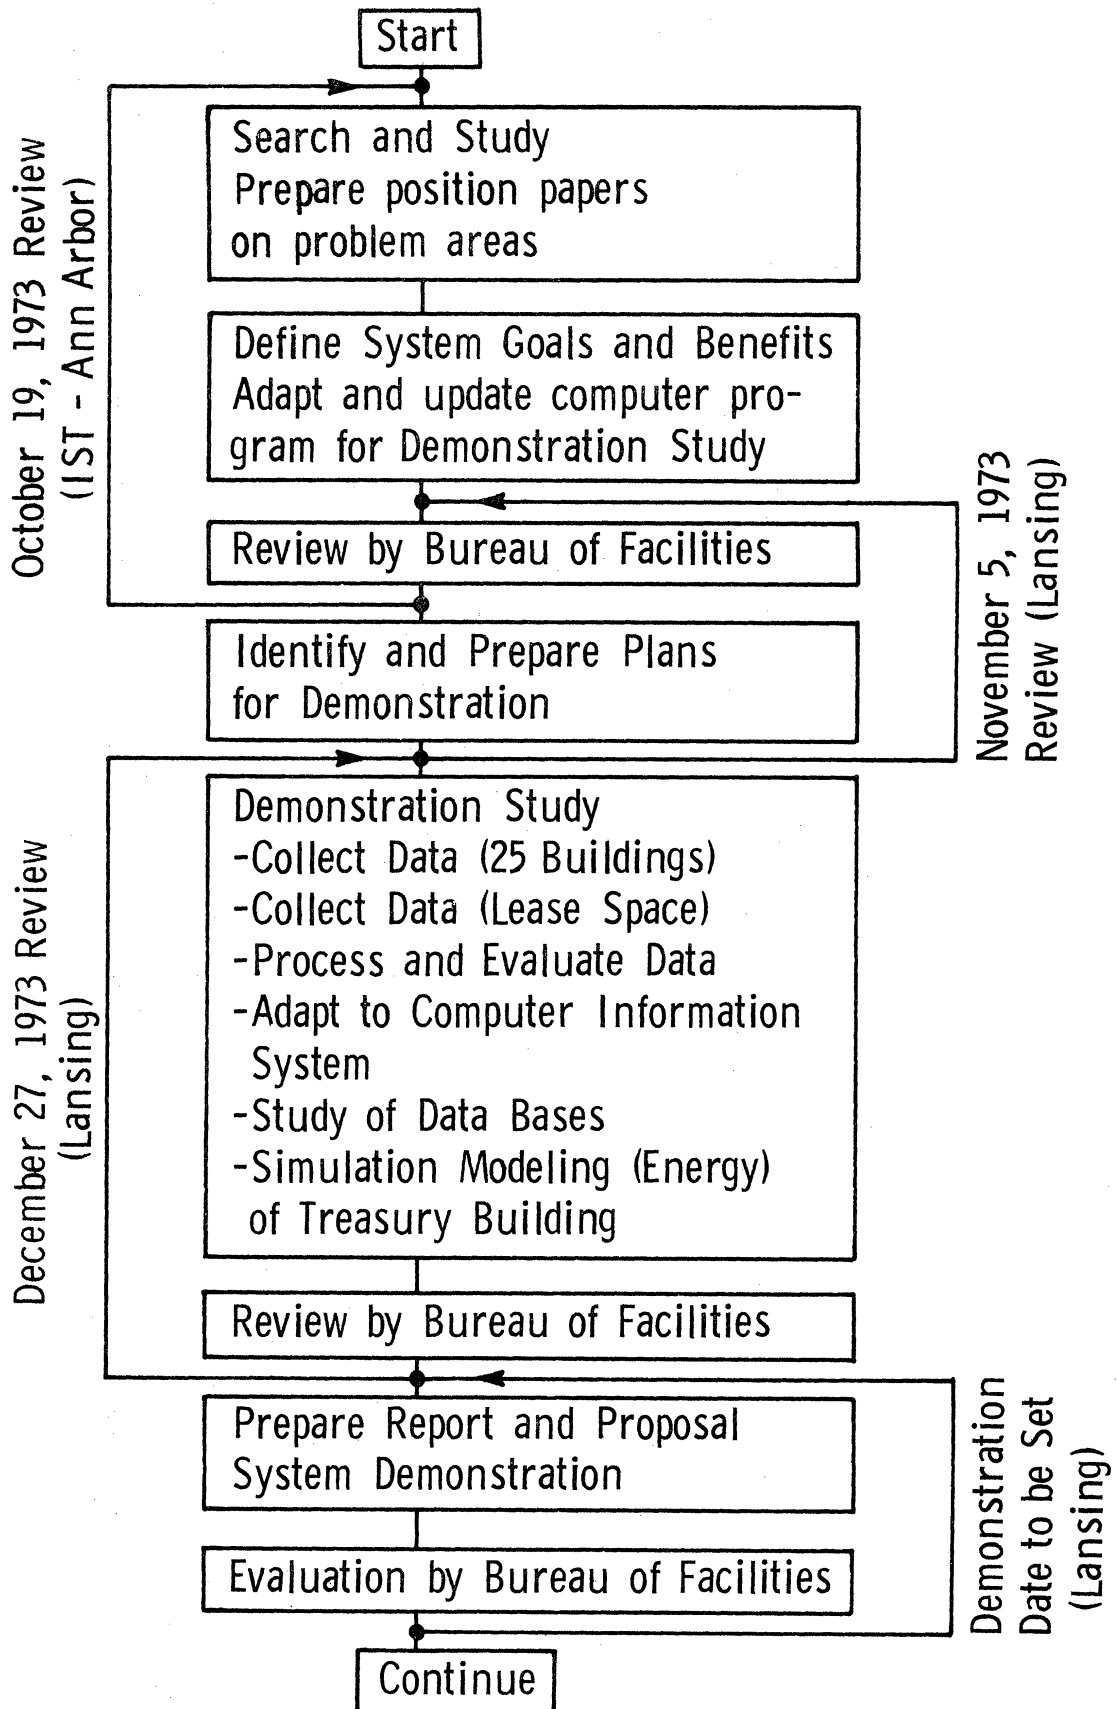 Start
Search and Study
Prepare position papers
on problem areas
October 19, 1973 Review
(IST - Ann Arbor)
Define System Goals and Benefits
Adapt and update computer pro-
gram for Demonstration Study
Review by Bureau of Facilities
November 5, 1973
Review (Lansing)
Identify and Prepare Plans
for Demonstration
Demonstration Study
-Collect Data (25 Buildings)
-Collect Data (Lease Space)
-Process and Evaluate Data
-Adapt to Computer Information
System
-Study of Data Bases
-Simulation Modeling (Energy)
of Treasury Building
December 27, 1973 Review
(Lansing)
Review by Bureau of Facilities
Prepare Report and Proposal
System Demonstration
Evaluation by Bureau of Facilities
Demonstration
Date to be Set
(Lansing)
Continue